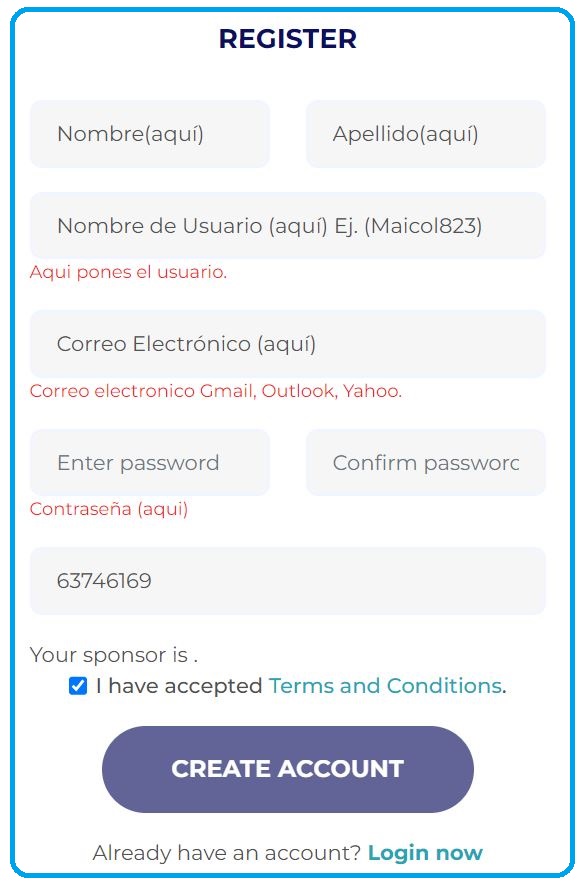 REGISTER
Nombre(aquí) Apellido(aquí)
Nombre de Usuario (aquí) Ej. (Maicol823)
Aqui pones el usuario.
Correo Electrónico (aquí)
Correo electronico Gmail, Outlook, Yahoo.
Enter password Confirm passworc
Contraseña (aqui)
63746169
Your sponsor is .
I have accepted Terms and Conditions.
CREATE ACCOUNT
Already have an account? Login now